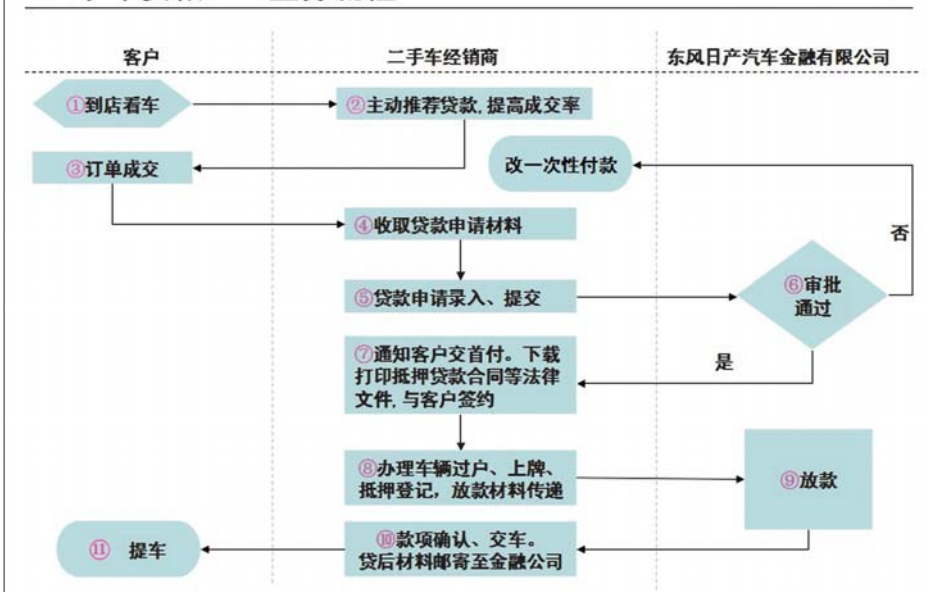 客户
二手车经销商
东风日产汽车金融有限公司
①到店看车
②主动推荐贷款,提高成交率
③订单成交
改一次性付款
④收取贷款申请材料
否
⑤贷款申请录入、提交
⑥审批
通过
⑦通知客户交首付。下载
打印抵押贷款合同等法律
文件,与客户签约
是
⑧办理车辆过户、上牌、
抵押登记，放款材料传递
⑨放款
⑩款项确认、交车。
贷后材料邮寄至金融公司
⑪ 提车